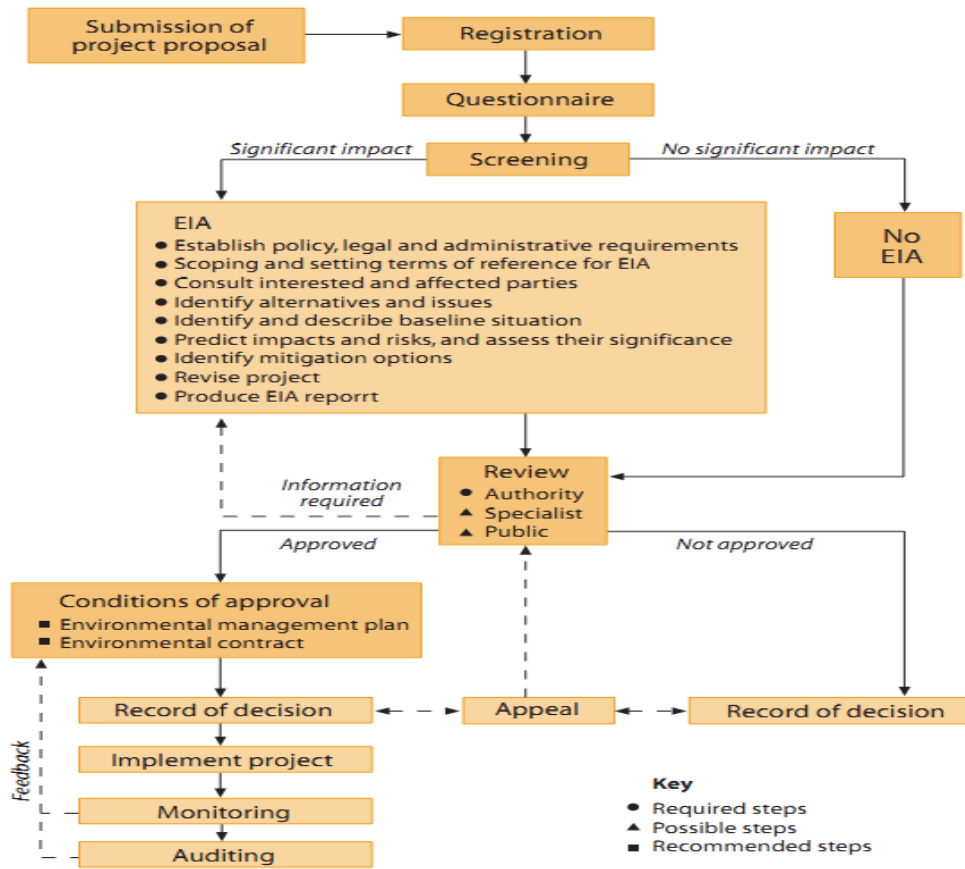 Submission of
project proposal
Registration
Questionnaire
Significant impact
Screening
No significant impact
EIA
● Establish policy, legal and administrative requirements
● Scoping and setting terms of reference for EIA
● Consult interested and affected parties
● Identify alternatives and issues
● Identify and describe baseline situation
● Predict impacts and risks, and assess their significance
● Identify mitigation options
● Revise project
● Produce EIA reporrt
No
EIA
Information
required
Review
● Authority
▲ Specialist
▲ Public
Approved
Not approved
Conditions of approval
■ Environmental management plan
■ Environmental contract
Record of decision
Appeal
Record of decision
Implement project
Feedback
Monitoring
Auditing
Key
● Required steps
▲ Possible steps
■ Recommended steps